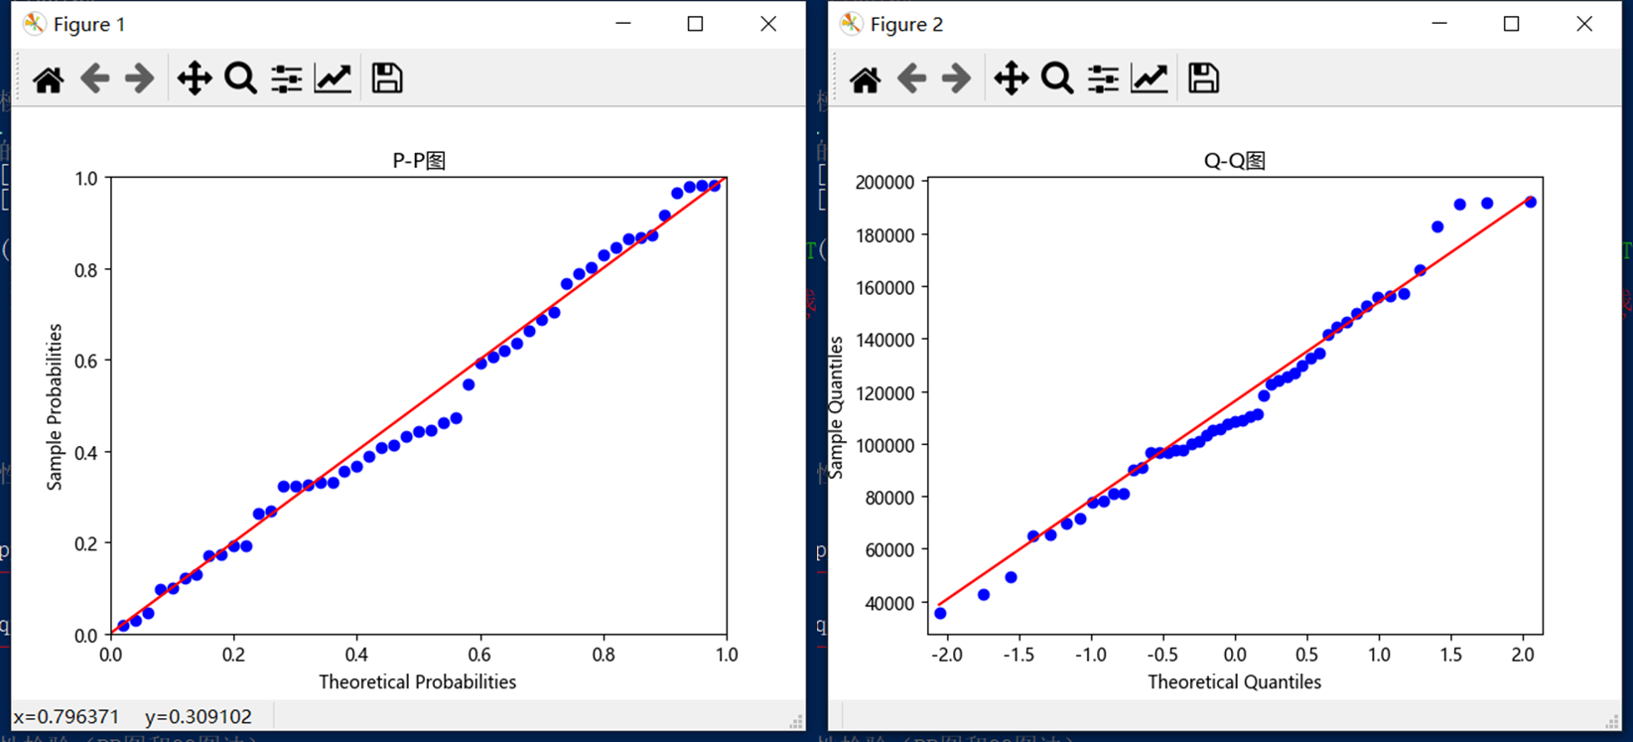 Figure 1
P-P图
1.0
0.8
0.6
0.4
0.2
0.0
Sample Probabilities
0.0 0.2 0.4 0.6 0.8 1.0
Theoretical Probabilities
x=0.796371 y=0.309102
Figure 2
Q-Q图
200000
180000
160000
140000
120000
100000
80000
60000
40000
Sample Quantiles
-2.0 -1.5 -1.0 -0.5 0.0 0.5 1.0 1.5 2.0
Theoretical Quantiles